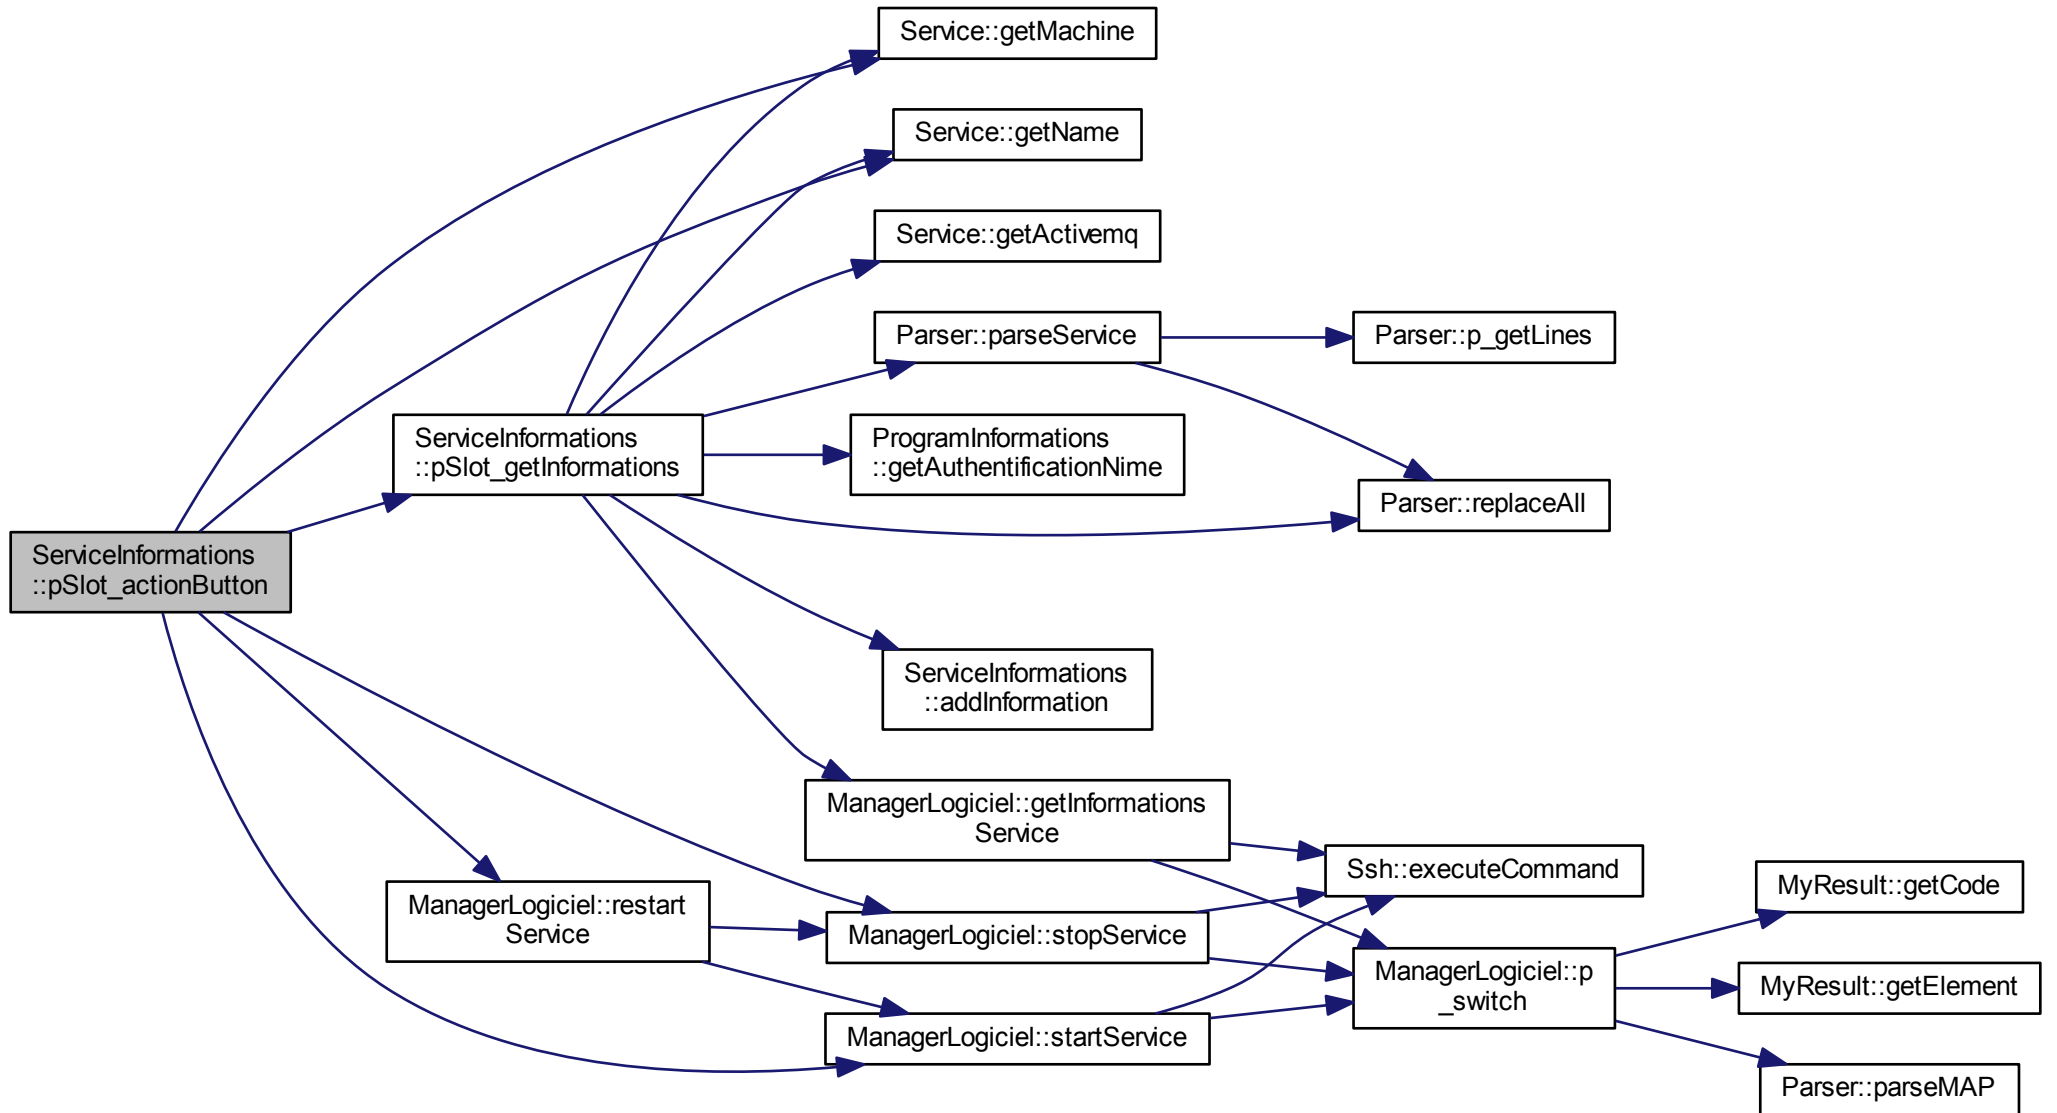 Service::getMachine
Service::getName
Service::getActivemq
Parser::parseService
Parser::p_getLines
ServiceInformations
::pSlot_getInformations
ProgramInformations
::getAuthentificationNime
Parser::replaceAll
ServiceInformations
::pSlot_actionButton
ServiceInformations
::addInformation
ManagerLogiciel::getInformations
Service
Ssh::executeCommand
MyResult::getCode
ManagerLogiciel::restart
Service
ManagerLogiciel::stopService
ManagerLogiciel::p
_switch
MyResult::getElement
ManagerLogiciel::startService
Parser::parseMAP